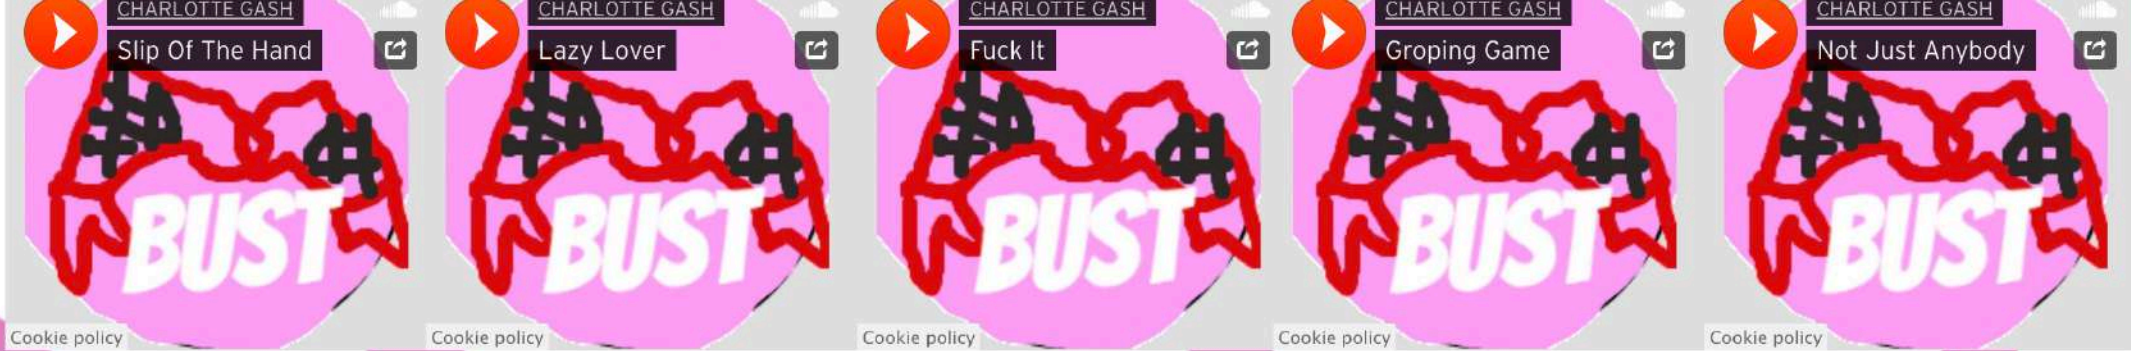 CHARLOTTE GASH
Slip Of The Hand
BUST
Cookie policy
CHARLOTTE GASH
Lazy Lover
BUST
Cookie policy
CHARLOTTE GASH
Fuck It
BUST
Cookie policy
CHARLOTTE GASH
Groping Game
BUST
Cookie policy
CHARLOTTE GASH
Not Just Anybody
BUST
Cookie policy